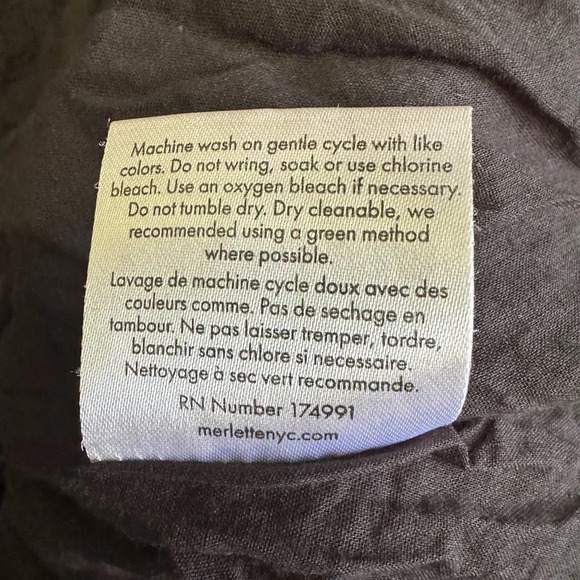 Machine wash on gentle cycle with like
colors. Do not wring, soak or use chlorine
bleach. Use an oxygen bleach if necessary.
Do not tumble dry. Dry cleanable, we
recommended using a green method
where possible.
Lavage de machine cycle doux avec des
couleurs comme. Pas de sechage en
tambour. Ne pas laisser tremper, tordre,
blanchir sans chlore si necessaire.
Nettoyage à sec vert recommande.
RN Number 174991
merlettenyc.com